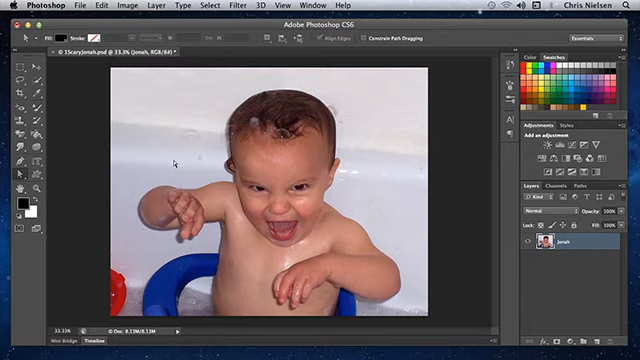 Photoshop File Edit Image Layer Type Select Filter 3D View Window Help Chris Nielsen
Adobe Photoshop CS6
Fill: Stroke: Align Edges Constrain Path Dragging Essentials
× © 1ScaryJonah.psd @ 33.3% (Jonah, RGB/8#) *
Color Swatches
Adjustments Styles
Add an adjustment
Layers Channels Paths
Kind
Normal Opacity: 100%
Lock: Fill: 100%
Jonah
33.33% Doc: 8.13M/8.13M
Mini Bridge Timeline